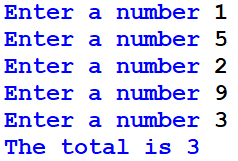 Enter a number 1
Enter a number 5
Enter a number 2
Enter a number 9
Enter a number 3
The total is 3